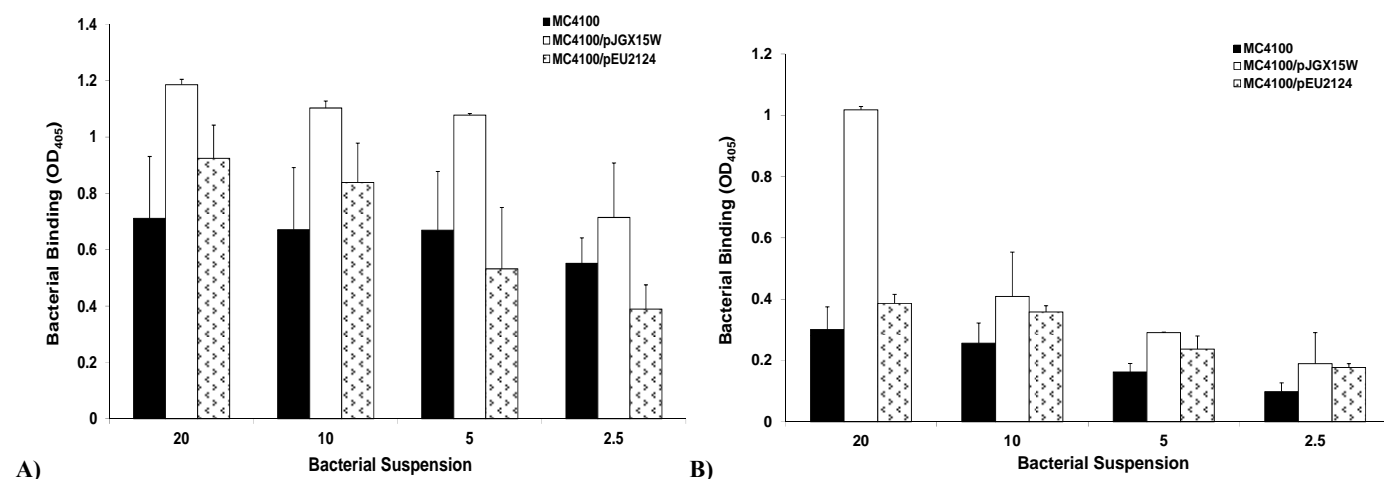 1.4
1.2
1
0.8
0.6
0.4
0.2
0
Bacterial Binding (OD405)
MC4100
MC4100/pJGX15W
MC4100/pEU2124
20 10 5 2.5
Bacterial Suspension
A)
1.2
1
0.8
0.6
0.4
0.2
0
Bacterial Binding (OD405)
MC4100
MC4100/pJGX15W
MC4100/pEU2124
20 10 5 2.5
Bacterial Suspension
B)